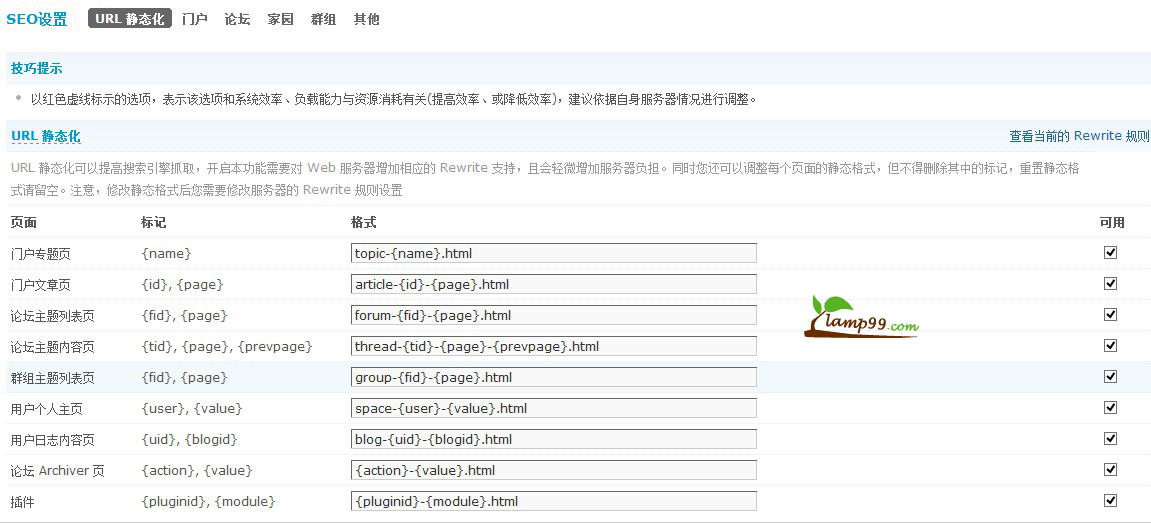 SEO设置 URL 静态化 门户 论坛 家园 群组 其他
技巧提示
以红色虚线标示的选项，表示该选项和系统效率、负载能力与资源消耗有关(提高效率、或降低效率)，建议依据自身服务器情况进行调整。
URL 静态化 查看当前的 Rewrite 规则
URL 静态化可以提高搜索引擎抓取，开启本功能需要对 Web 服务器增加相应的 Rewrite 支持，且会轻微增加服务器负担。同时您还可以调整每个页面的静态格式，但不得删除其中的标记，重置静态格
式请留空。注意，修改静态格式后您需要修改服务器的 Rewrite 规则设置
页面 标记 格式 可用
门户专题页 {name} topic-{name}.html
门户文章页 {id}, {page} article-{id}-{page}.html
论坛主题列表页 {fid}, {page} forum-{fid}-{page}.html
lamp99.com
论坛主题内容页 {tid}, {page}, {prevpage} thread-{tid}-{page}-{prevpage}.html
群组主题列表页 {fid}, {page} group-{fid}-{page}.html
用户个人主页 {user}, {value} space-{user}-{value}.html
用户日志内容页 {uid}, {blogid} blog-{uid}-{blogid}.html
论坛 Archiver 页 {action}, {value} {action}-{value}.html
插件 {pluginid}, {module} {pluginid}-{module}.html